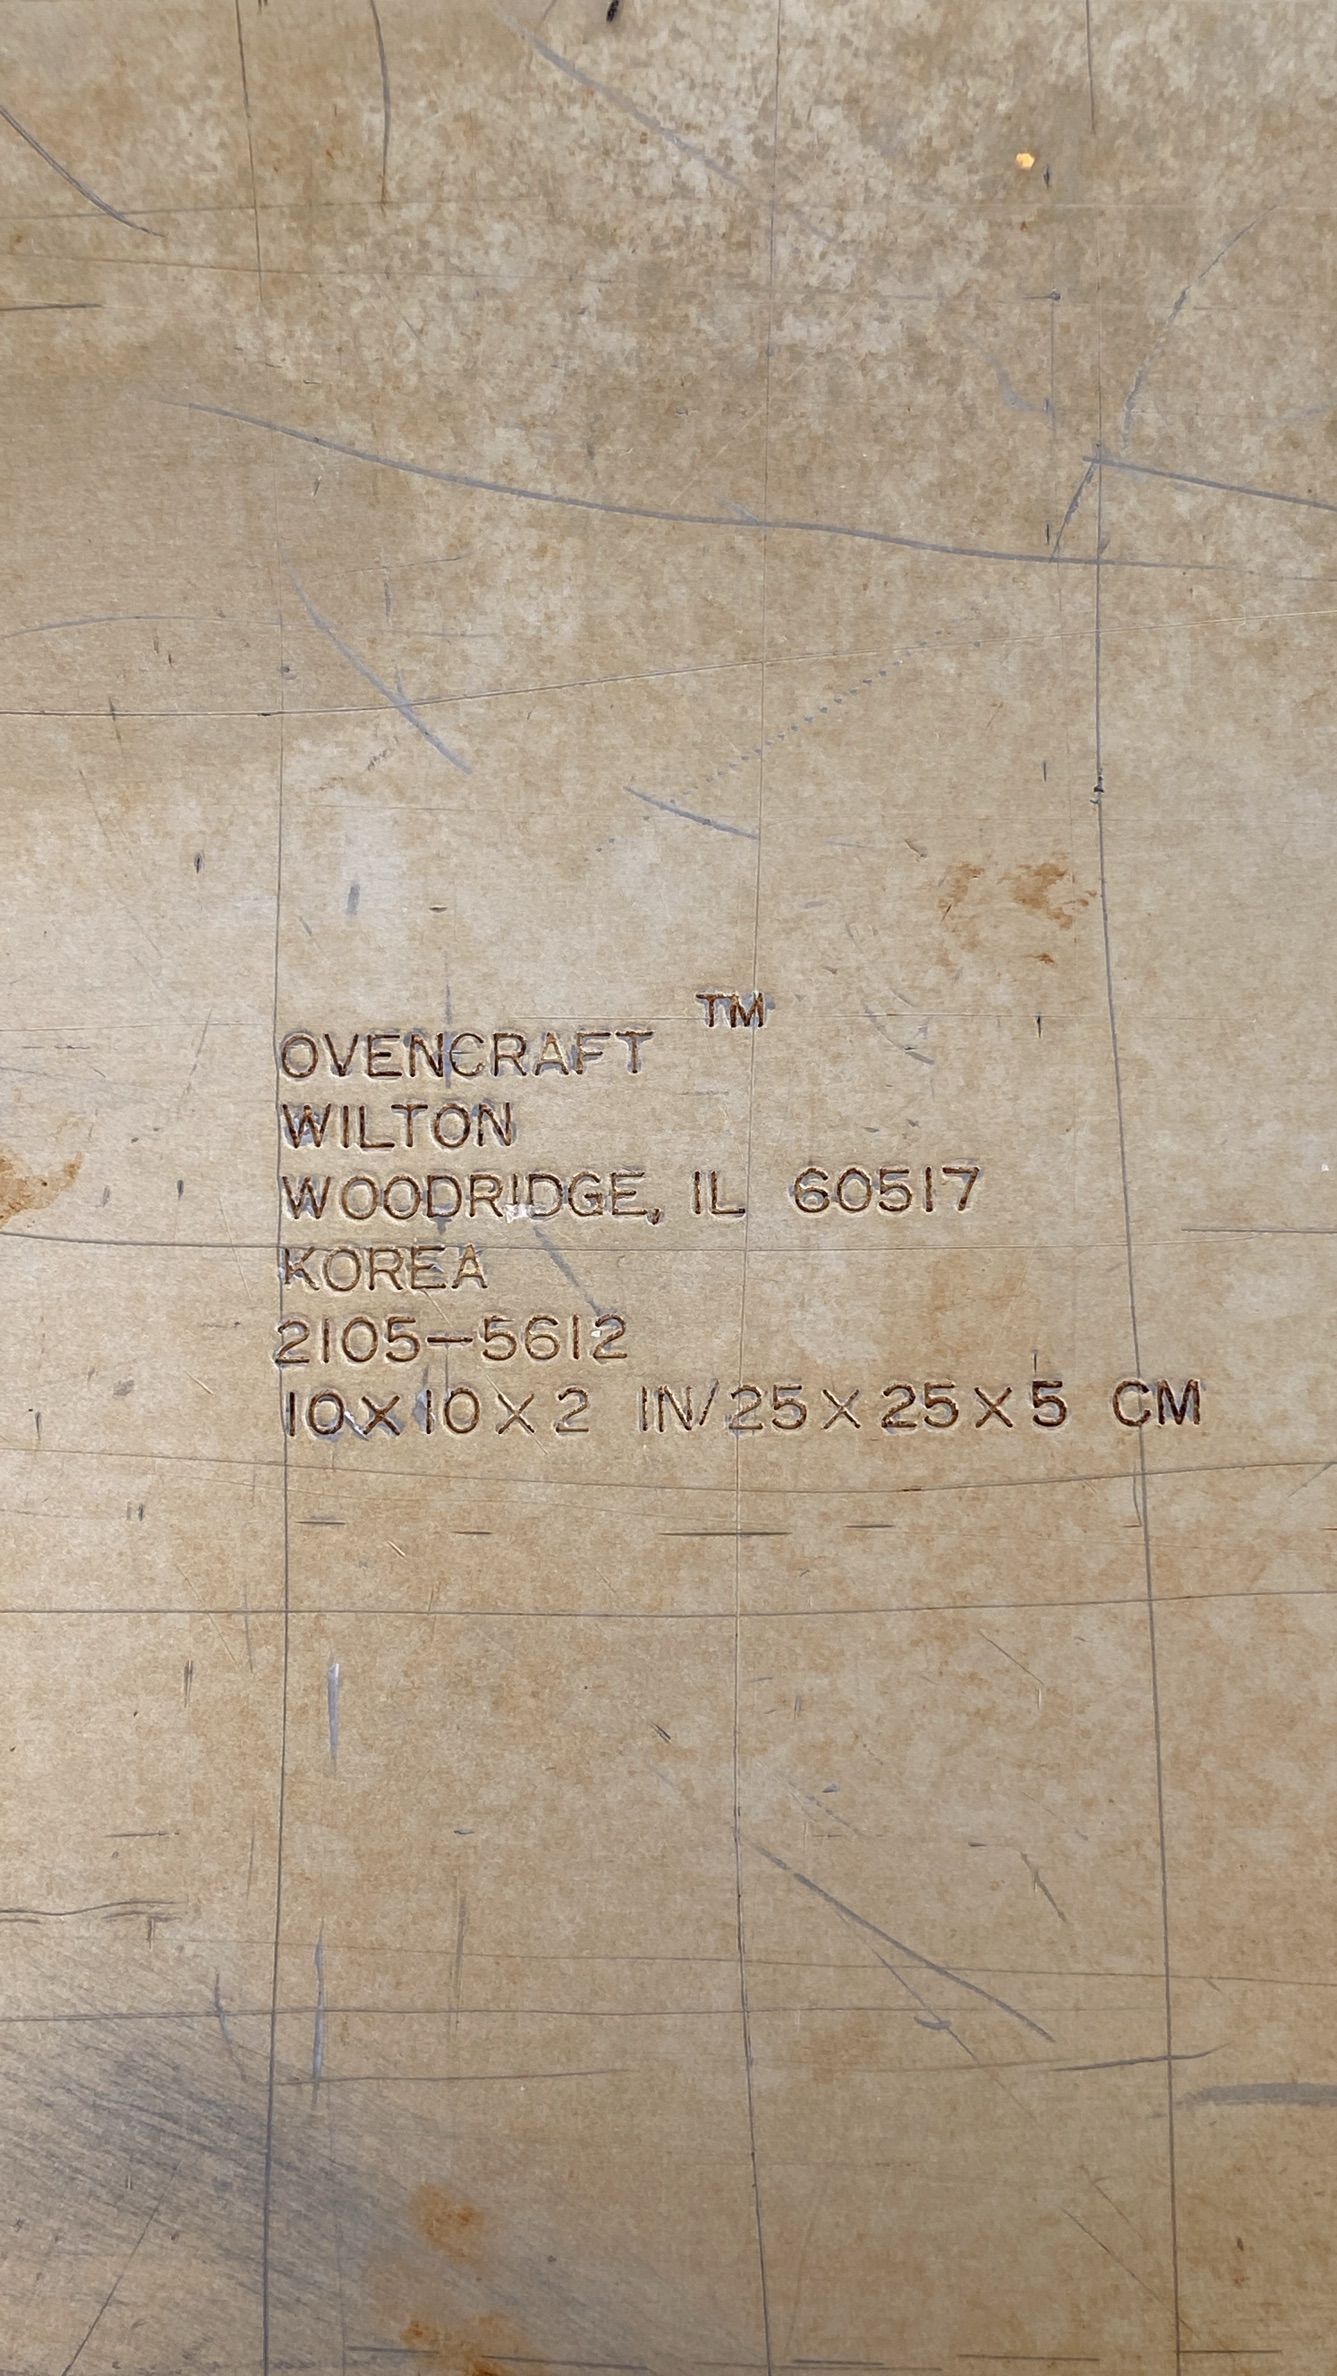 OVENCRAFT ™
WILTON
WOODRIDGE, IL 60517
KOREA
2105-5612
10x10x2 IN/25x25x5 CM